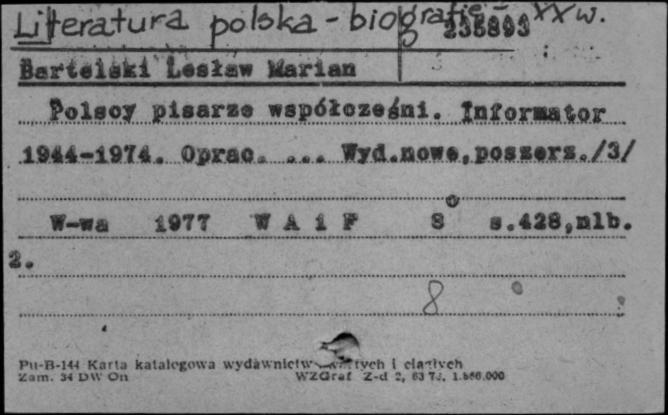 Literatura polska - biografie - XX w.
235893
Bartelski Lesław Marian
Polscy pisarze współcześni. Informator
1944-1974. Oprac. ... Wyd.nowe,poszerz./3/
W-wa 1977 W A i F 8° s.428,nlb.
2.
8
Pu-B-144 Karta katalogowa wydawnictw zwartych i ciągłych
Zam. 34 DW On WZGraf Z-d 2,